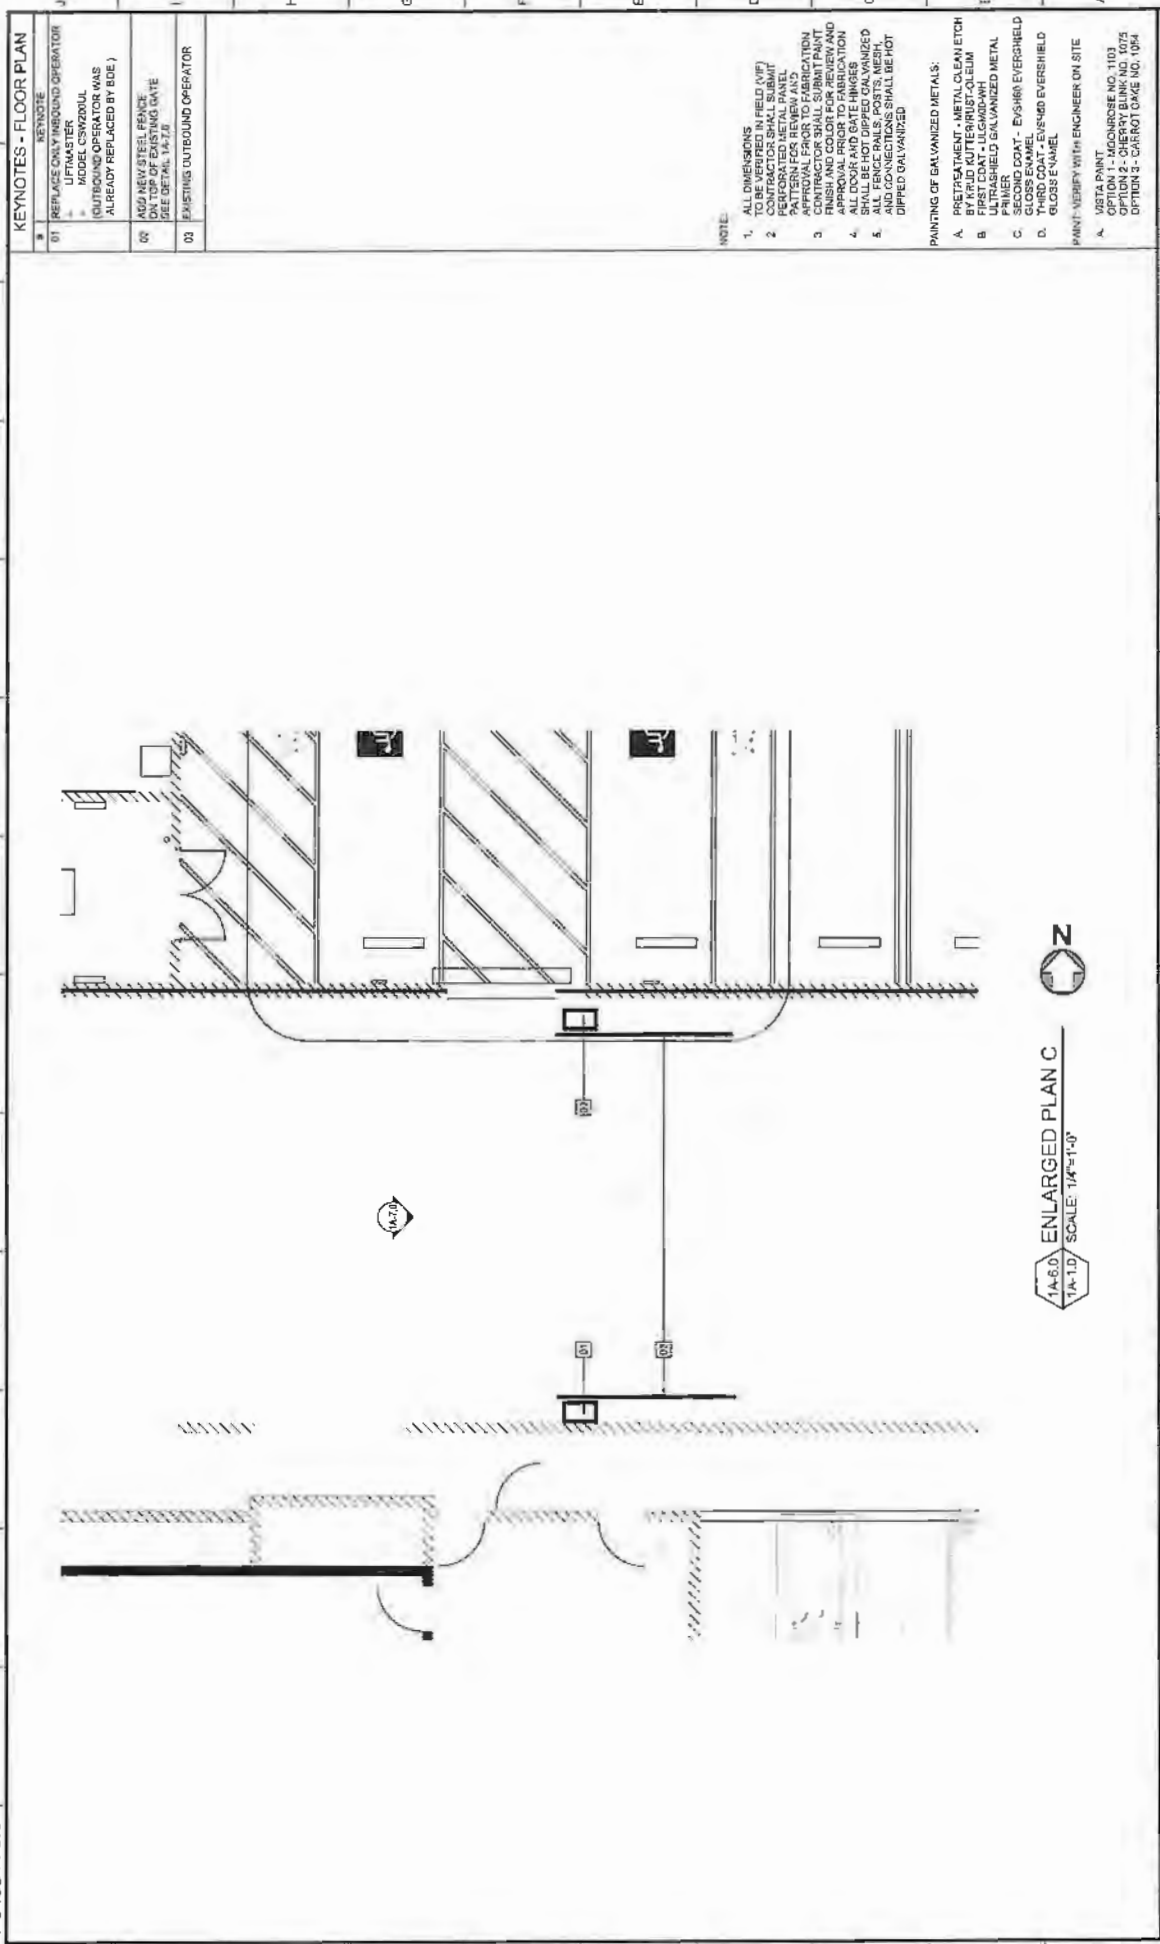 KEYNOTES - FLOOR PLAN
# KEYNOTE
01 REPLACE ONLY INBOUND OPERATOR
LIFTMASTER
MODEL CSW200UL
(OUTBOUND OPERATOR WAS
ALREADY REPLACED BY BDE.)
02 ADD NEW STEEL FENCE
ON TOP OF EXISTING GATE
SEE DETAIL 1A-7.0
03 EXISTING OUTBOUND OPERATOR
NOTE:
1. ALL DIMENSIONS
TO BE VERIFIED IN FIELD (VIF)
2 CONTRACTOR SHALL SUBMIT
PERFORATED METAL PANEL
PATTERN FOR REVIEW AND
APPROVAL PRIOR TO FABRICATION
3. CONTRACTOR SHALL SUBMIT PAINT
FINISH AND COLOR FOR REVIEW AND
APPROVAL PRIOR TO FABRICATION
4. ALL DOOR AND GATE HINGES
SHALL BE HOT DIPPED GALVANIZED
5. ALL FENCE RAILS, POSTS, MESH,
AND CONNECTIONS SHALL BE HOT
DIPPED GALVANIZED
PAINTING OF GALVANIZED METALS:
A. PRETREATMENT - METAL CLEAN ETCH
BY KRUD KUTTER/RUST-OLEUM
B FIRST COAT -
ULTRASHIELD GALVANIZED METAL
PRIMER
C. SECOND COAT - EVSH60 EVERSHIELD
GLOSS ENAMEL
D. THIRD COAT - EVSH60 EVERSHIELD
GLOSS ENAMEL
PAINT: VERIFY WITH ENGINEER ON SITE
A. VISTA PAINT
OPTION 1 - MOONROSE NO. 1103
OPTION 2 - CHERRY BLINK NO. 1075
OPTION 3 - CARROT CAKE NO. 1054
1A-7.0
03
01
02
1A-6.0 ENLARGED PLAN C
1A-1.0 SCALE: 1/4"=1'-0"
N
J
I
H
G
F
E
D
C
B
A